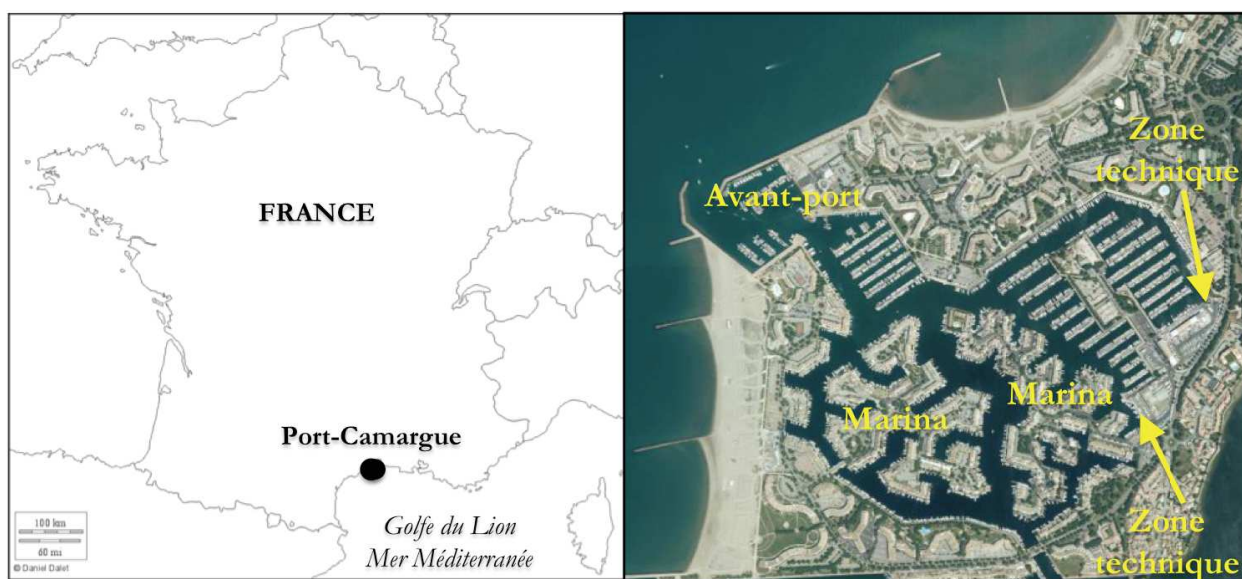 FRANCE
Port-Camargue
Golfe du Lion
Mer Méditerranée
100 km
60 mi
© Daniel Dalet
Zone
technique
Avant-port
Marina
Marina
Zone
technique